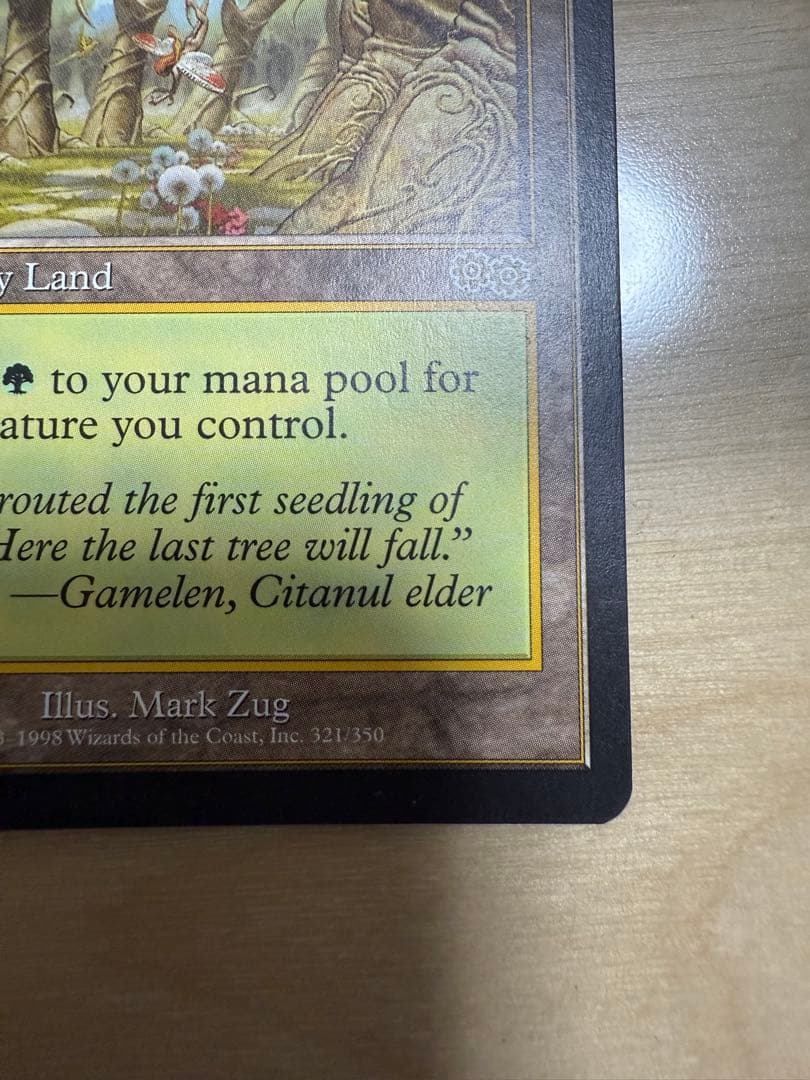 y Land
to your mana pool for
ature you control.
routed the first seedling of
Here the last tree will fall.”
—Gamelen, Citanul elder
Illus. Mark Zug
3–1998 Wizards of the Coast, Inc. 321/350